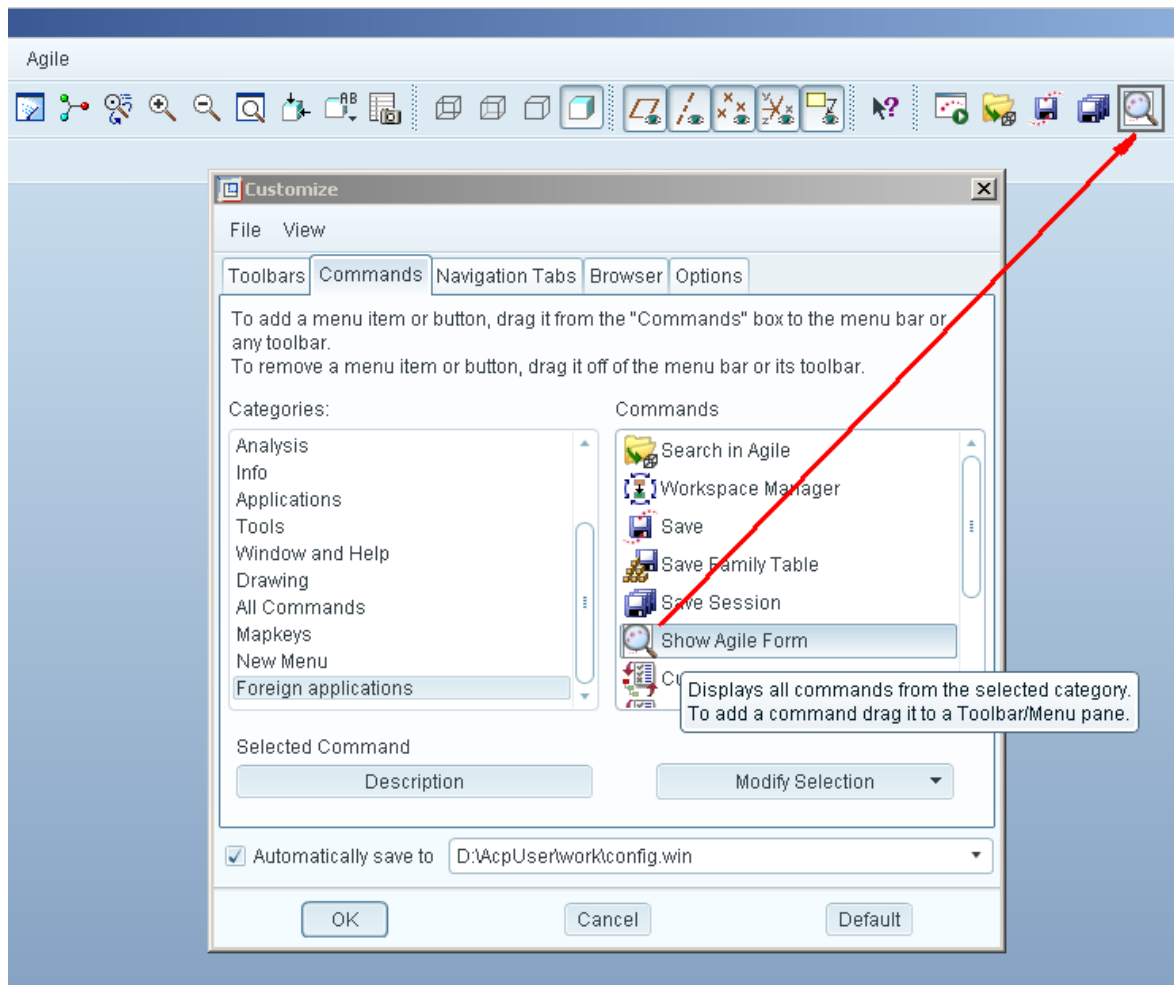 Agile
AB
Customize
File View
Toolbars Commands Navigation Tabs Browser Options
To add a menu item or button, drag it from the "Commands" box to the menu bar or
any toolbar.
To remove a menu item or button, drag it off of the menu bar or its toolbar.
Categories:
Analysis
Info
Applications
Tools
Window and Help
Drawing
All Commands
Mapkeys
New Menu
Foreign applications
Commands
Search in Agile
Workspace Manager
Save
Save Family Table
Save Session
Show Agile Form
Displays all commands from the selected category.
To add a command drag it to a Toolbar/Menu pane.
Selected Command
Description Modify Selection
Automatically save to D:\AcpUser\work\config.win
OK Cancel Default